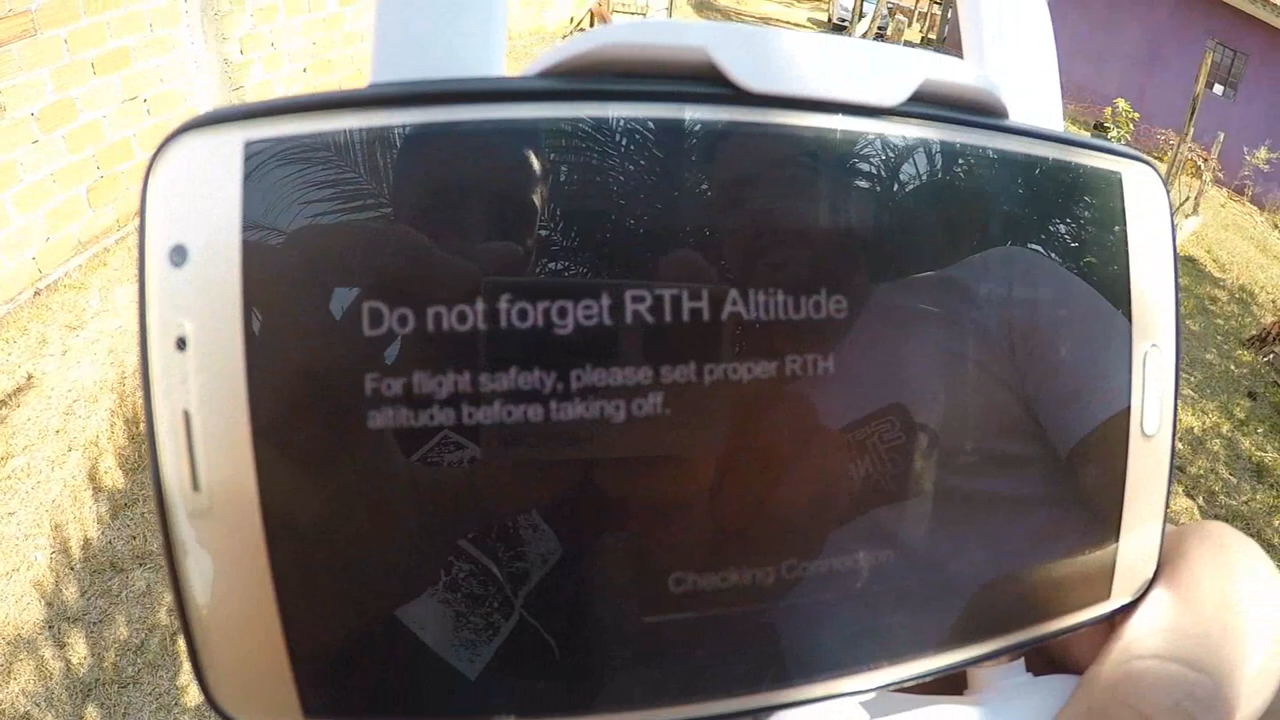 Do not forget RTH Altitude
For flight safety, please set proper RTH
altitude before taking off.
Checking Connection